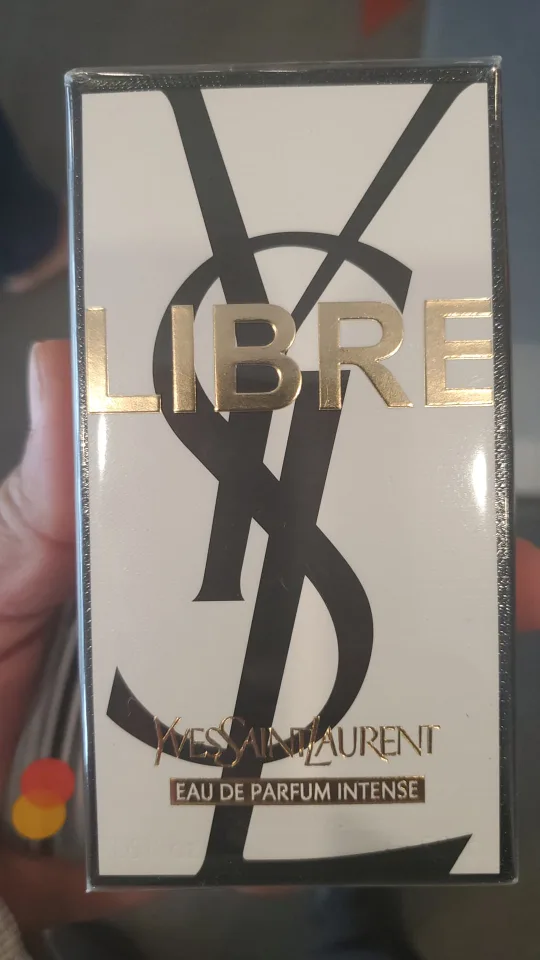 LIBRE
YVESSAINTLAURENT
EAU DE PARFUM INTENSE